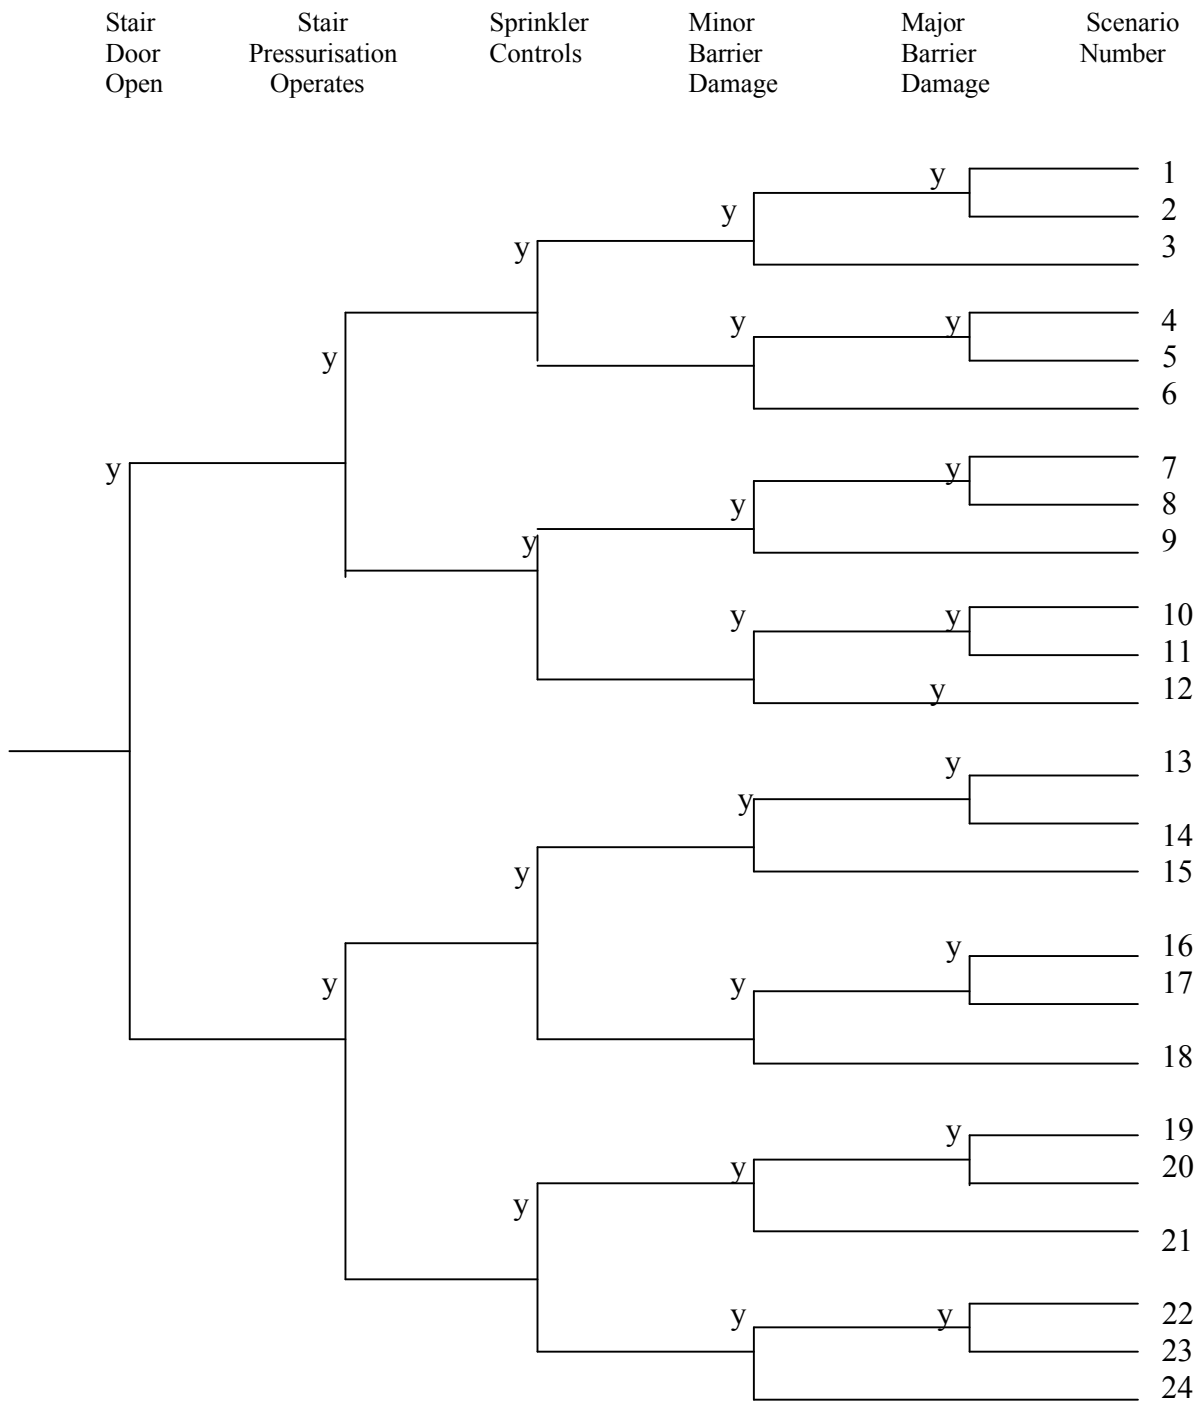 Stair Stair Sprinkler Minor Major Scenario
Door Pressurisation Controls Barrier Barrier Number
Open Operates Damage Damage
y 1
y 2
y 3
y y 4
y 5
6
y y 7
y 8
y 9
y y 10
11
y 12
y 13
y 14
y 15
y 16
y y 17
18
y 19
y 20
y 21
y y 22
23
24